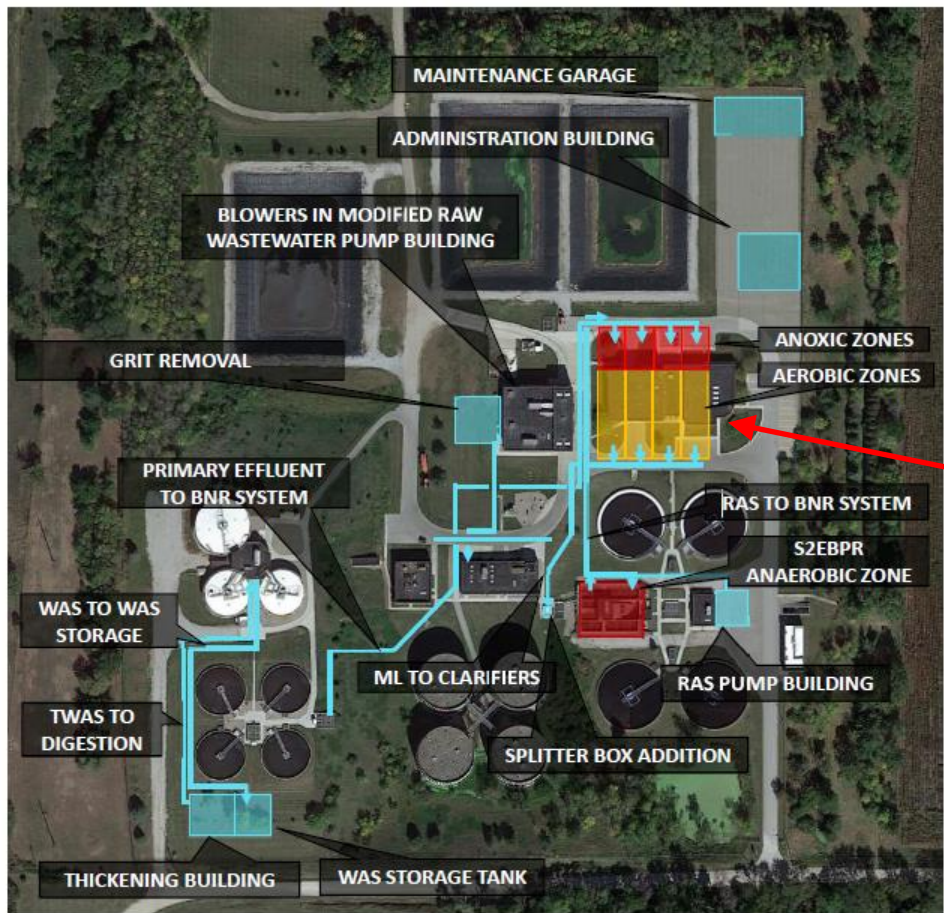 MAINTENANCE GARAGE
ADMINISTRATION BUILDING
BLOWERS IN MODIFIED RAW
WASTEWATER PUMP BUILDING
ANOXIC ZONES
GRIT REMOVAL
AEROBIC ZONES
PRIMARY EFFLUENT
TO BNR SYSTEM
RAS TO BNR SYSTEM
S2EBPR
ANAEROBIC ZONE
WAS TO WAS
STORAGE
ML TO CLARIFIERS
RAS PUMP BUILDING
TWAS TO
DIGESTION
SPLITTER BOX ADDITION
THICKENING BUILDING
WAS STORAGE TANK